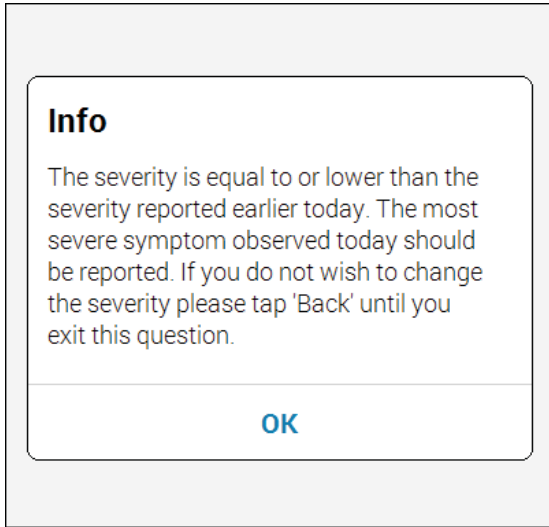 Info
The severity is equal to or lower than the
severity reported earlier today. The most
severe symptom observed today should
be reported. If you do not wish to change
the severity please tap 'Back' until you
exit this question.
OK